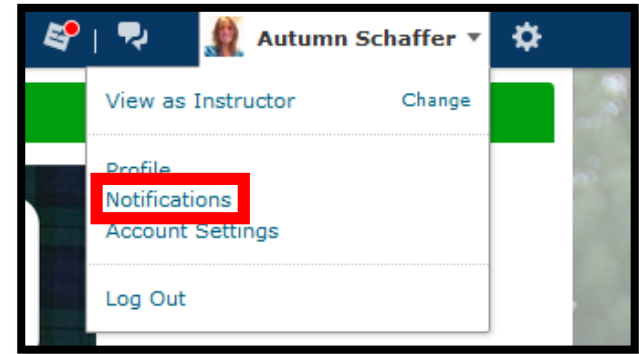 Autumn Schaffer
View as Instructor Change
Profile
Notifications
Account Settings
Log Out